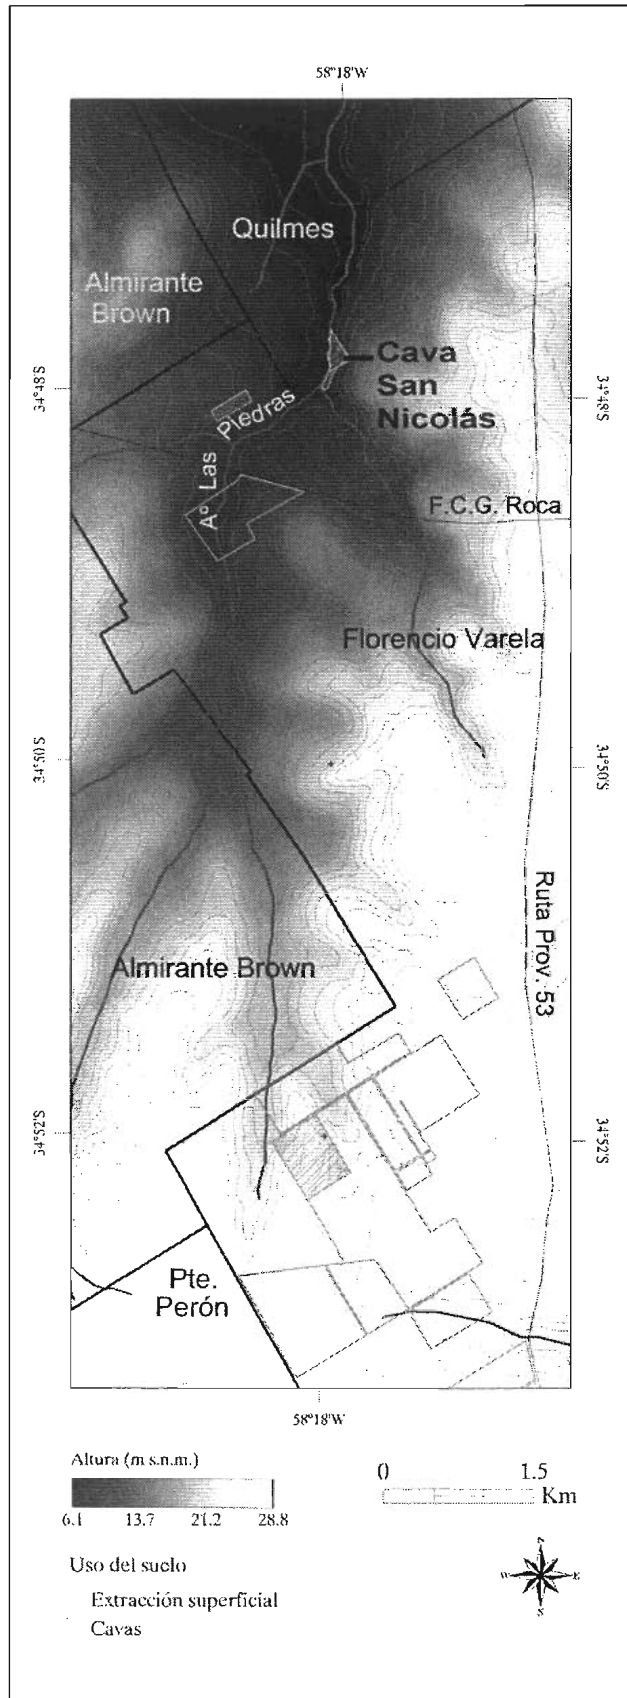 58°18'W
Quilmes
Almirante
Brown
Cava
San
Nicolás
34°48'S
34°48'S
A° Las Piedras
F.C.G. Roca
Florencio Varela
34°50'S
34°50'S
Ruta Prov. 53
Almirante Brown
34°52'S
34°52'S
Pte.
Perón
58°18'W
Altura (m s.n.m.)
6.1 13.7 21.2 28.8
0 1.5
Km
Uso del suelo
Extracción superficial
Cavas
N
W E
S